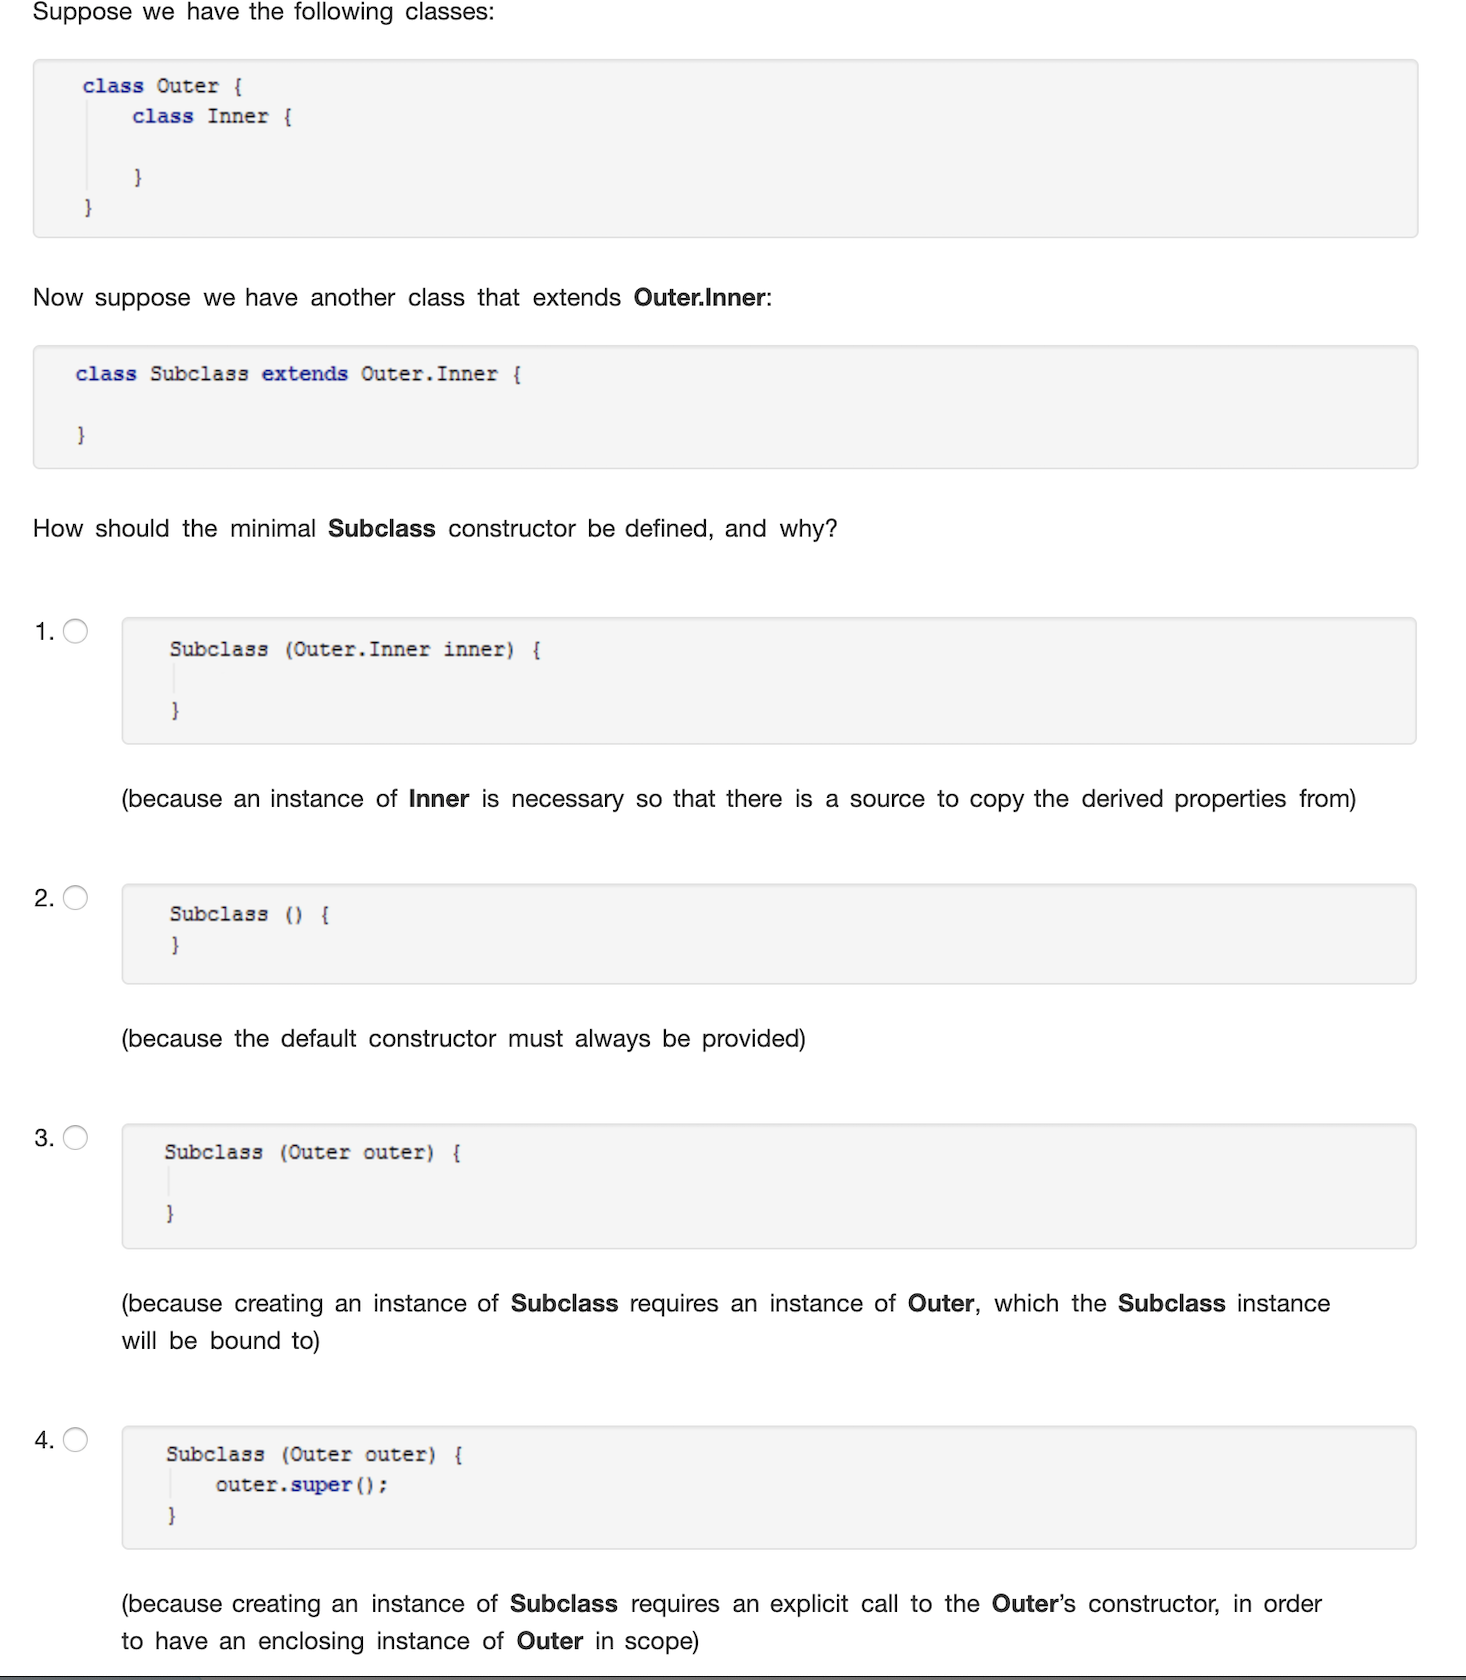 Suppose we have the following classes:
class Outer {
class Inner {
}
}
Now suppose we have another class that extends Outer.Inner:
class Subclass extends Outer.Inner {
}
How should the minimal Subclass constructor be defined, and why?
1.
Subclass (Outer.Inner inner) {
}
(because an instance of Inner is necessary so that there is a source to copy the derived properties from)
2.
Subclass () {
}
(because the default constructor must always be provided)
3.
Subclass (Outer outer) {
}
(because creating an instance of Subclass requires an instance of Outer, which the Subclass instance
will be bound to)
4.
Subclass (Outer outer) {
outer.super();
}
(because creating an instance of Subclass requires an explicit call to the Outer's constructor, in order
to have an enclosing instance of Outer in scope)